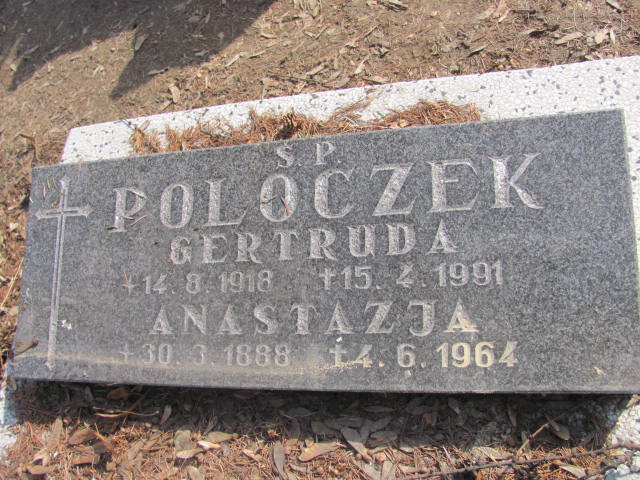 Ś.P.
POLOCZEK
GERTRUDA
*14.8.1918 †15.4.1991
ANASTAZJA
*30.3.1888 †4.6.1964